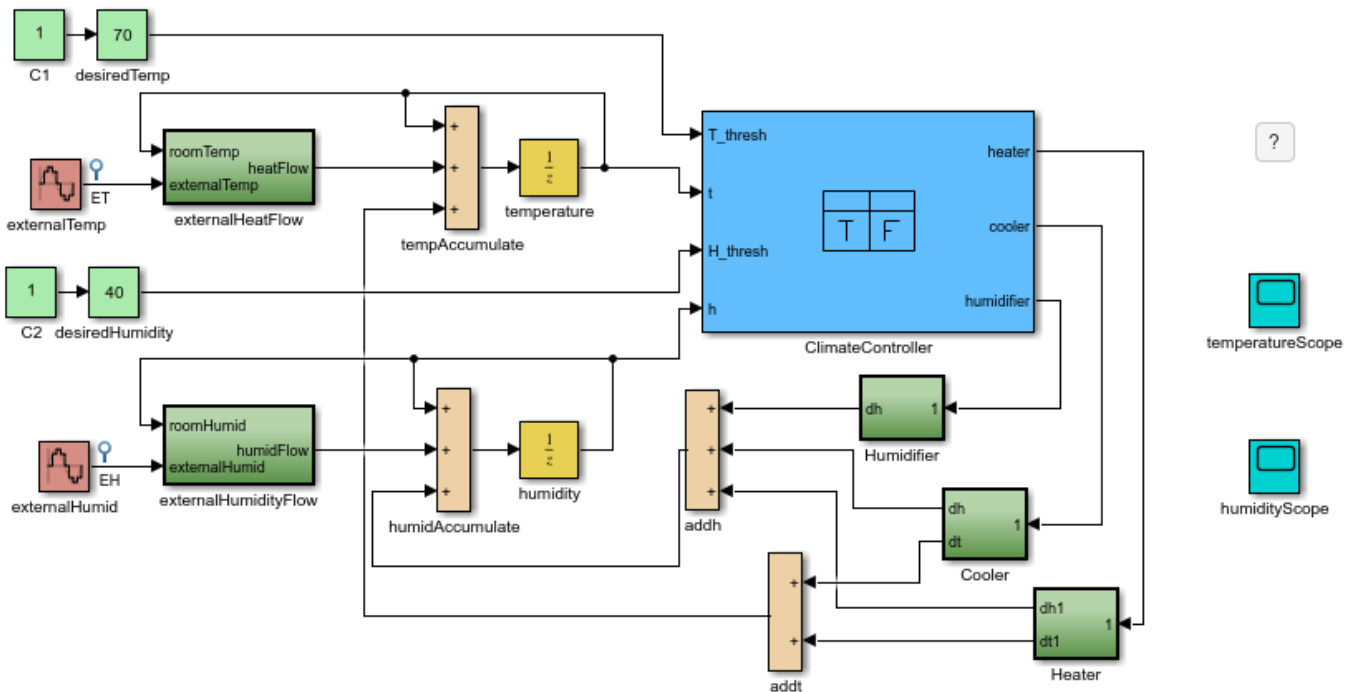 1
C1
70
desiredTemp
roomTemp
heatFlow
externalTemp
externalHeatFlow
ET
externalTemp
+
+
+
tempAccumulate
1
z
temperature
T_thresh
t
H_thresh
h
T F
heater
cooler
humidifier
ClimateController
?
temperatureScope
humidityScope
1
C2
40
desiredHumidity
roomHumid
humidFlow
externalHumid
externalHumidityFlow
EH
externalHumid
+
+
+
humidAccumulate
1
z
humidity
+
+
+
addh
dh 1
Humidifier
dh
dt
1
Cooler
+
+
addt
dh1
dt1
1
Heater